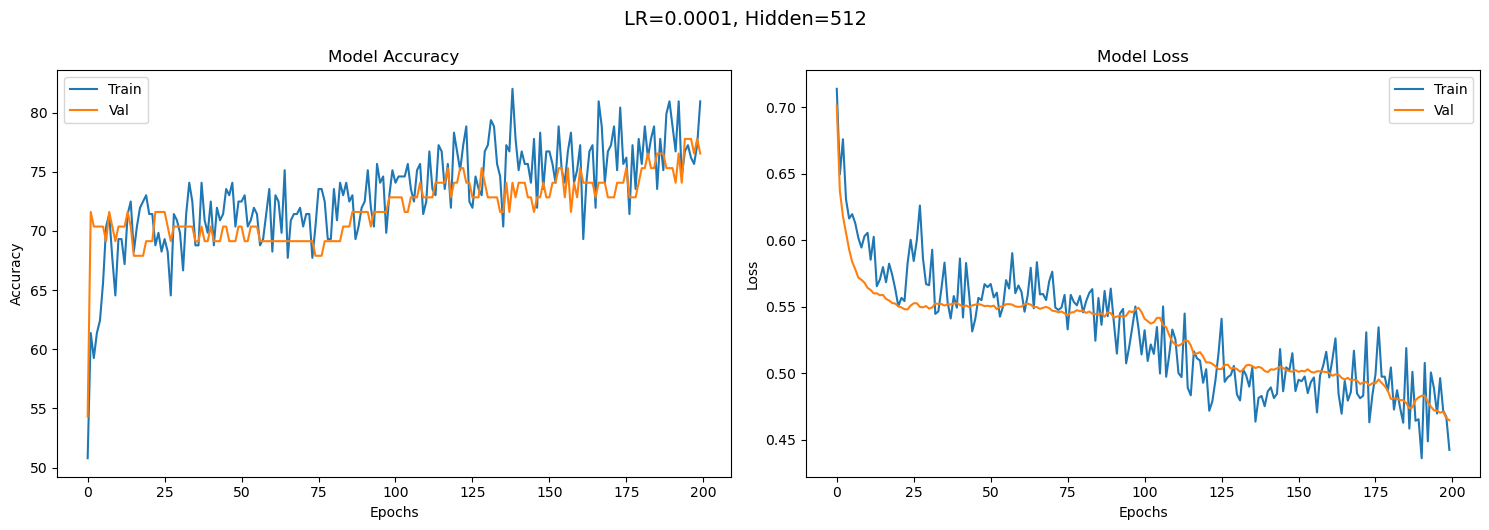 LR=0.0001, Hidden=512
Model Accuracy
Train
Val
Accuracy
80
75
70
65
60
55
50
0 25 50 75 100 125 150 175 200
Epochs
Model Loss
Train
Val
Loss
0.70
0.65
0.60
0.55
0.50
0.45
0 25 50 75 100 125 150 175 200
Epochs